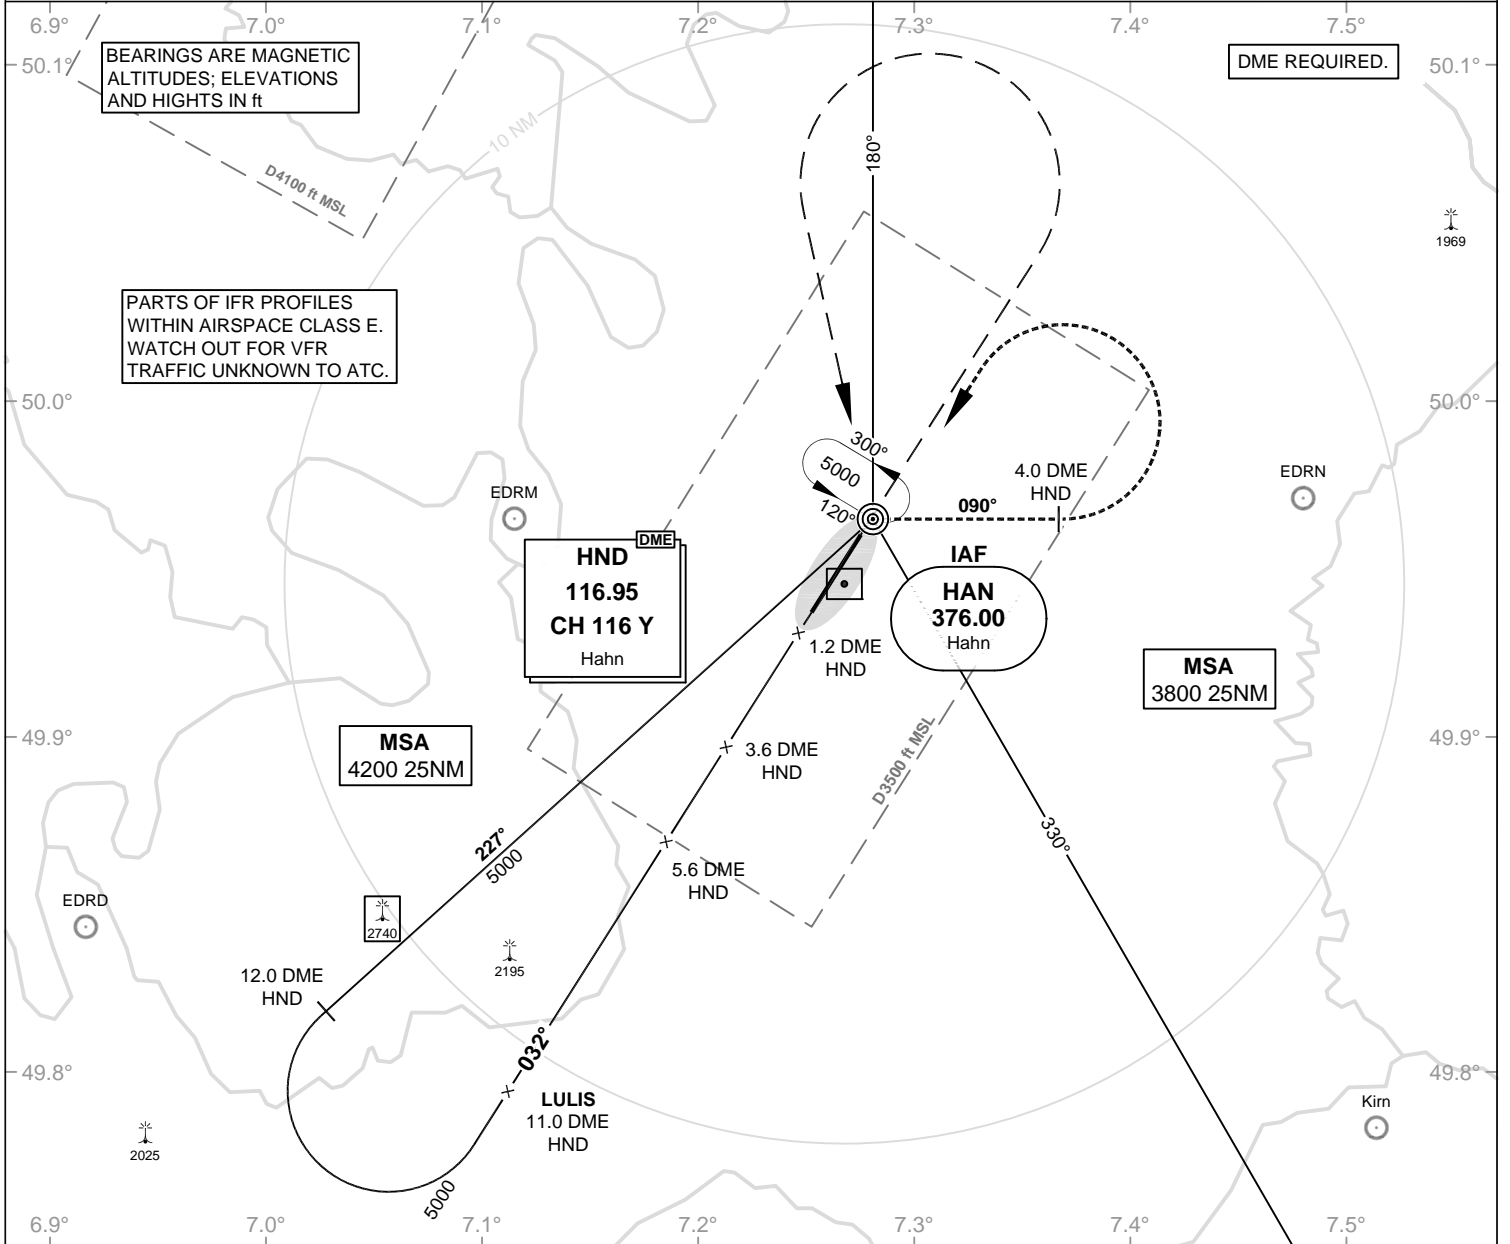 6.9°
7.0°
7.1°
7.2°
7.3°
7.4°
7.5°
50.1°
50.1°
BEARINGS ARE MAGNETIC
ALTITUDES; ELEVATIONS
AND HIGHTS IN ft
DME REQUIRED.
10 NM
180°
D4100 ft MSL
1969
PARTS OF IFR PROFILES
WITHIN AIRSPACE CLASS E.
WATCH OUT FOR VFR
TRAFFIC UNKNOWN TO ATC.
50.0°
50.0°
300°
5000
120°
4.0 DME
HND
090°
EDRM
EDRN
DME
HND
116.95
CH 116 Y
Hahn
IAF
HAN
376.00
Hahn
1.2 DME
HND
MSA
3800 25NM
MSA
4200 25NM
49.9°
49.9°
3.6 DME
HND
D3500 ft MSL
227°
5000
330°
5.6 DME
HND
EDRD
2740
2195
12.0 DME
HND
032°
49.8°
49.8°
LULIS
11.0 DME
HND
Kirn
2025
5000
6.9°
7.0°
7.1°
7.2°
7.3°
7.4°
7.5°